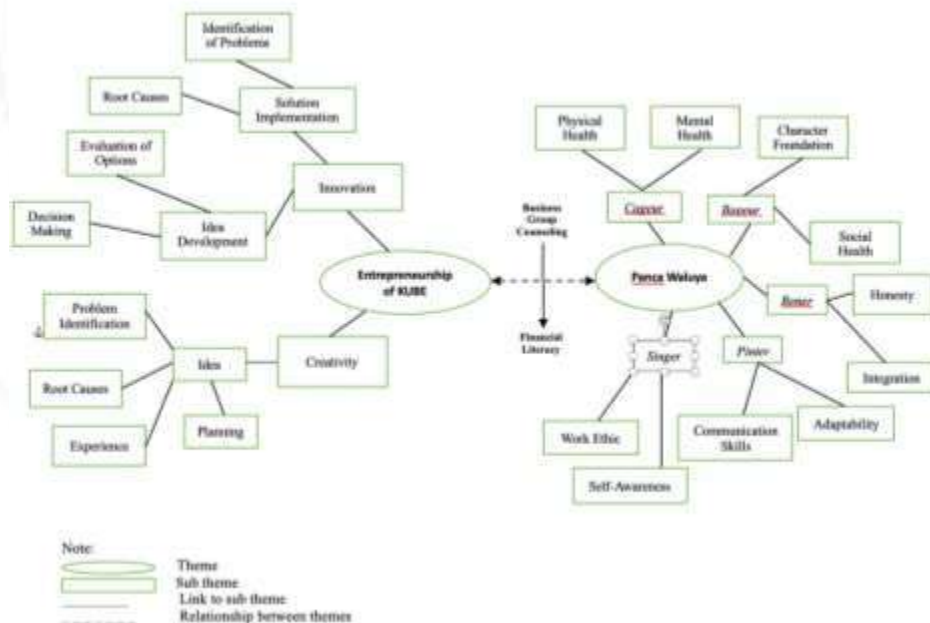 Identification
of Problems
Root Causes
Solution
Implementation
Evaluation of
Options
Innovation
Decision
Making
Idea
Development
Entrepreneurship
of KUBE
Problem
Identification
Idea
Creativity
Root Causes
Planning
Experience
Business
Group
Counseling
Financial
Literacy
Physical
Health
Mental
Health
Character
Foundation
Social
Health
Panca Waluya
Bener
Honesty
Integration
Singer
Pinter
Work Ethic
Self-Awareness
Communication
Skills
Adaptability
Note:
Theme
Sub theme
Link to sub theme
Relationship between themes